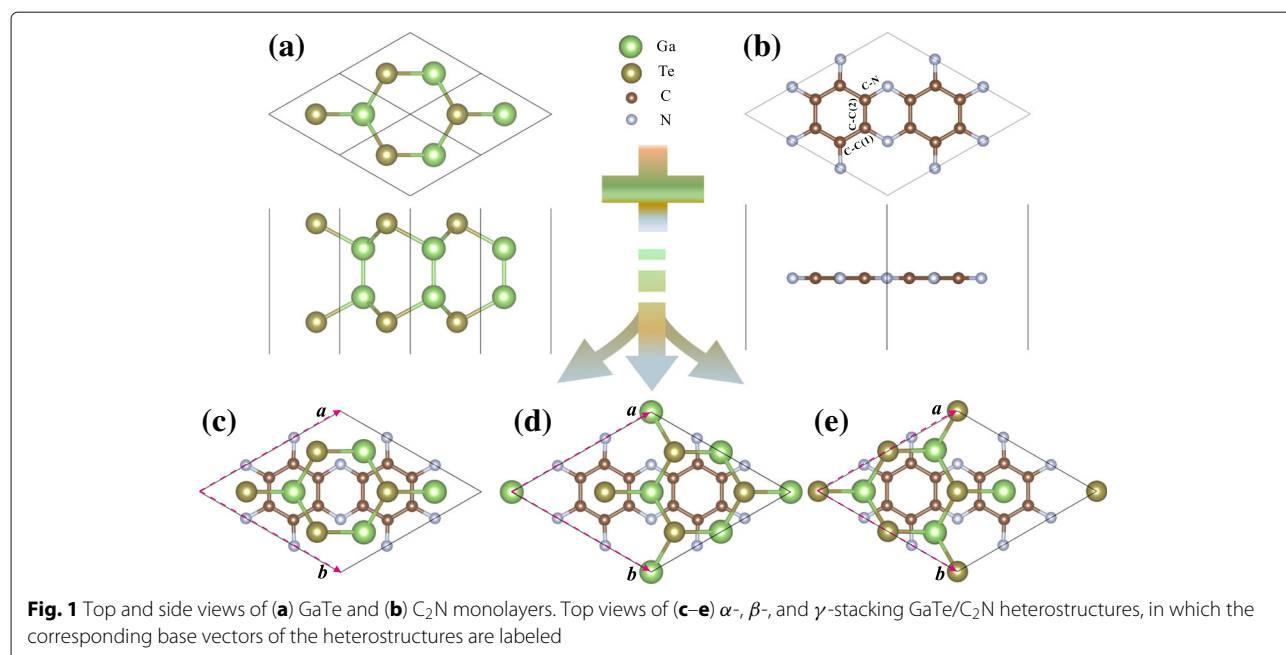 (a)
Ga
Te
C
N
(b)
C-N
C-C(2)
C-C(1)
(c)
a
b
(d)
a
b
(e)
a
b
Fig. 1 Top and side views of (a) GaTe and (b) C₂N monolayers. Top views of (c–e) α-, β-, and γ-stacking GaTe/C₂N heterostructures, in which the
corresponding base vectors of the heterostructures are labeled